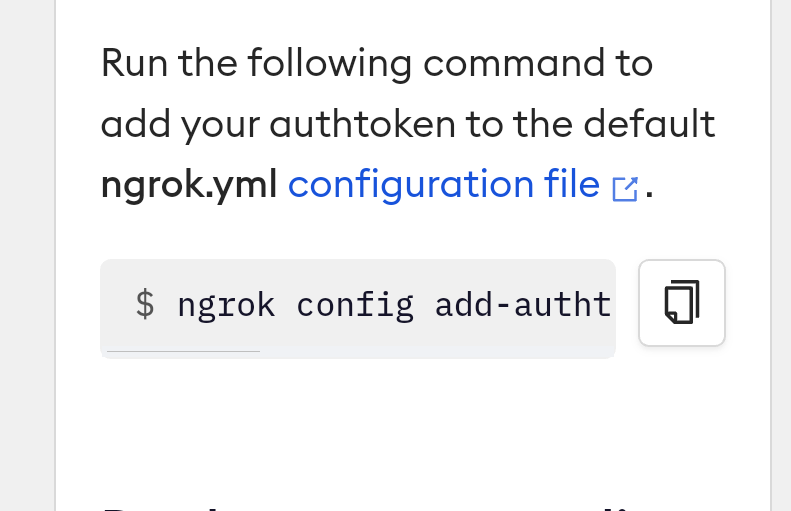 Run the following command to
add your authtoken to the default
ngrok.yml configuration file .
$ ngrok config add-autht